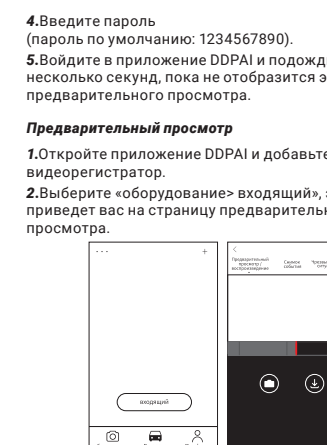 4.Введите пароль
(пароль по умолчанию: 1234567890).
5.Войдите в приложение DDPAI и подожд
несколько секунд, пока не отобразится э
предварительного просмотра.
Предварительный просмотр
1.Откройте приложение DDPAI и добавьте
видеорегистратор.
2.Выберите «оборудование> входящий»,
приведет вас на страницу предваритель
просмотра.
Предварительный
просмотр /
воспроизведение
Снимок
события
входящий